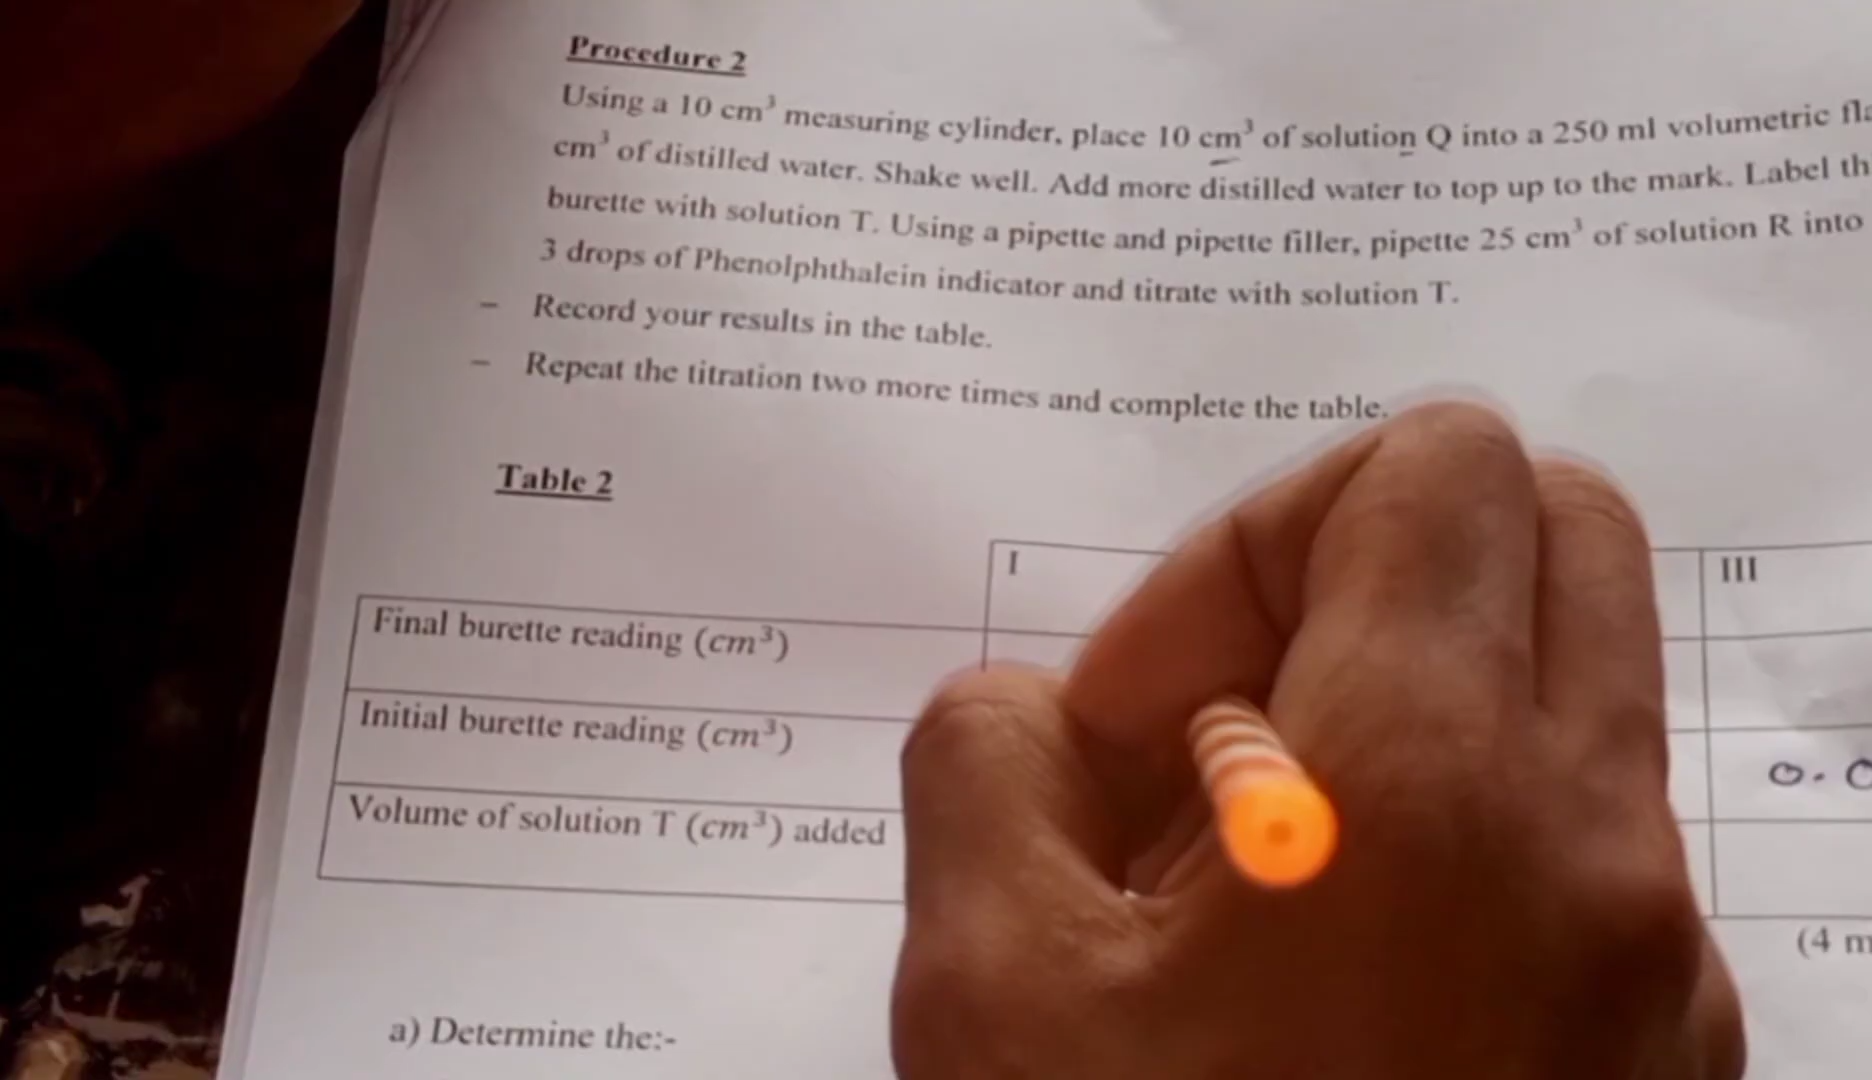 Procedure 2
Using a 10 cm³ measuring cylinder, place 10 cm³ of solution Q into a 250 ml volumetric
cm³ of distilled water. Shake well. Add more distilled water to top up to the mark. Label
burette with solution T. Using a pipette and pipette filler, pipette 25 cm³ of solution R into
3 drops of Phenolphthalein indicator and titrate with solution T.
– Record your results in the table.
– Repeat the titration two more times and complete the table.
Table 2
I III
Final burette reading (cm³)
Initial burette reading (cm³)
Volume of solution T (cm³) added
(4
a) Determine the:-